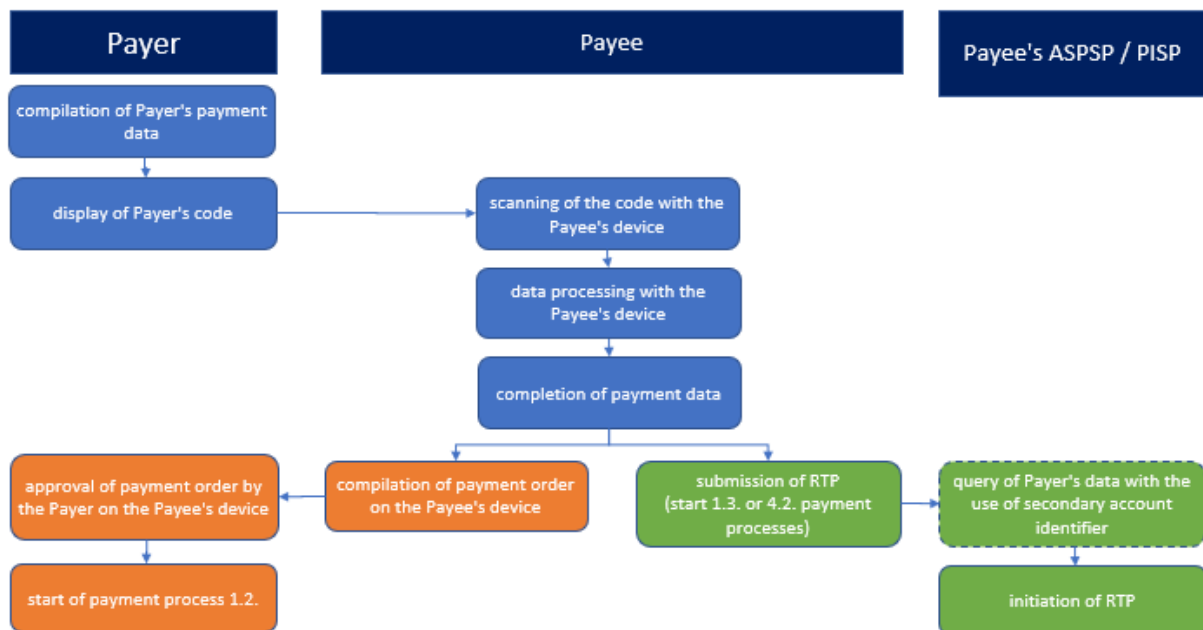 Payer
Payee
Payee's ASPSP / PISP
compilation of Payer's payment
data
display of Payer's code
scanning of the code with the
Payee's device
data processing with the
Payee's device
completion of payment data
approval of payment order by
the Payer on the Payee's device
compilation of payment order
on the Payee's device
submission of RTP
(start 1.3. or 4.2. payment
processes)
query of Payer's data with the
use of secondary account
identifier
start of payment process 1.2.
initiation of RTP